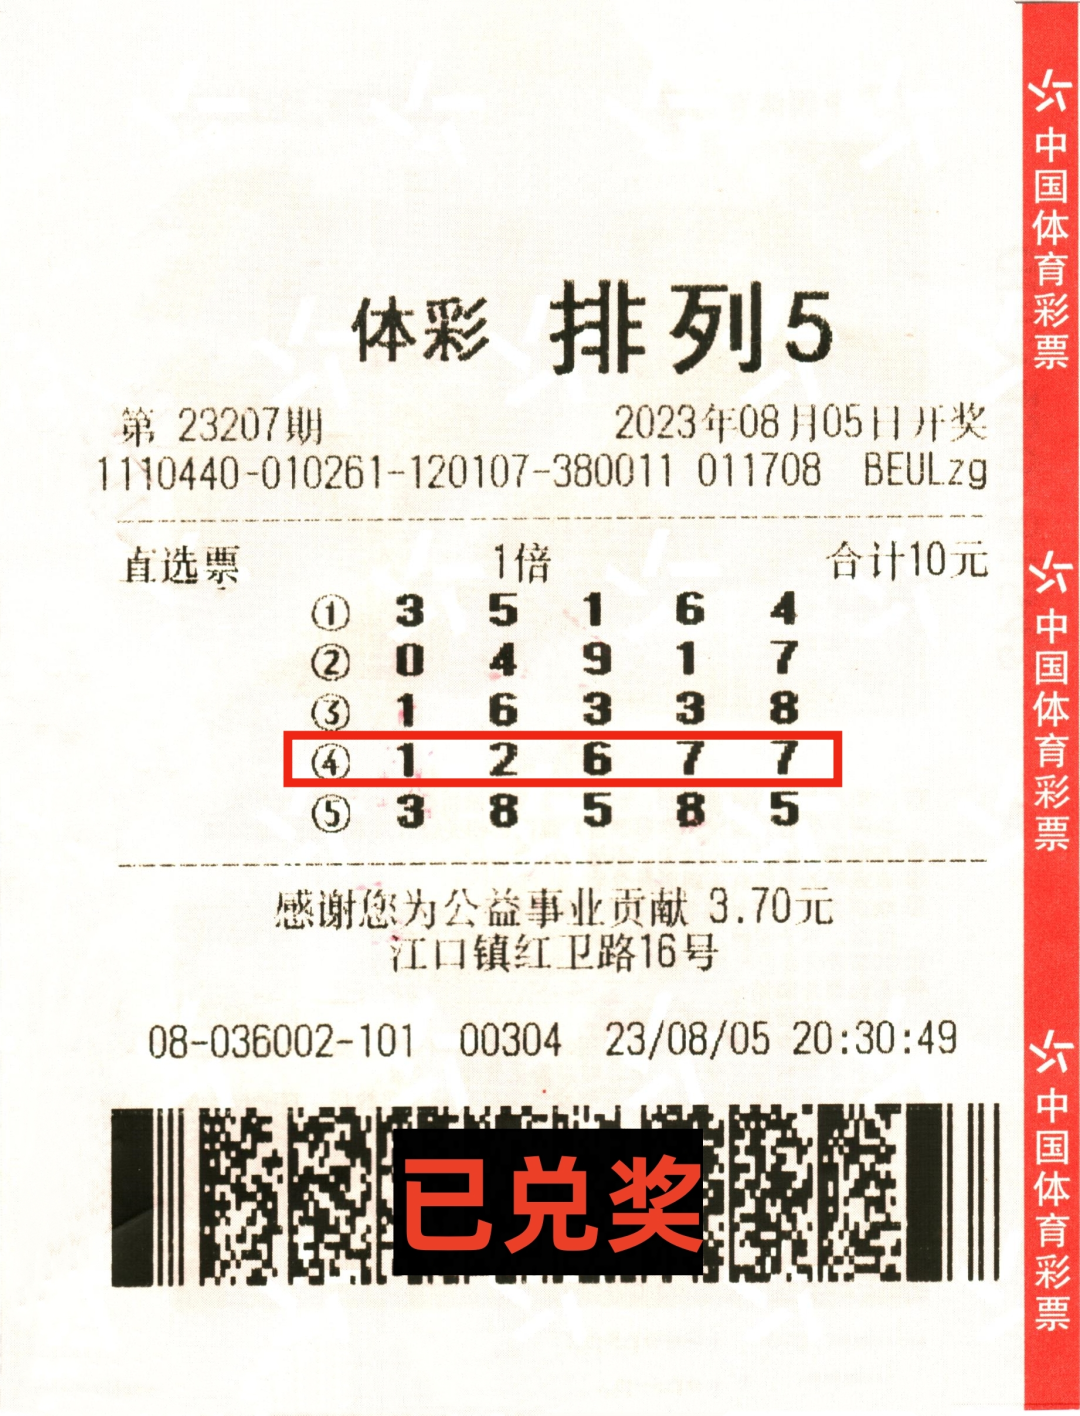 体彩 排列5
第 23207期 2023年08月05日开奖
1110440-010261-120107-380011 011708 BEULzg
直选票 1倍 合计10元
① 3 5 1 6 4
② 0 4 9 1 7
③ 1 6 3 3 8
④ 1 2 6 7 7
⑤ 3 8 5 8 5
感谢您为公益事业贡献 3.70元
江口镇红卫路16号
08-036002-101 00304 23/08/05 20:30:49
已兑奖
中国体育彩票
中国体育彩票
中国体育彩票